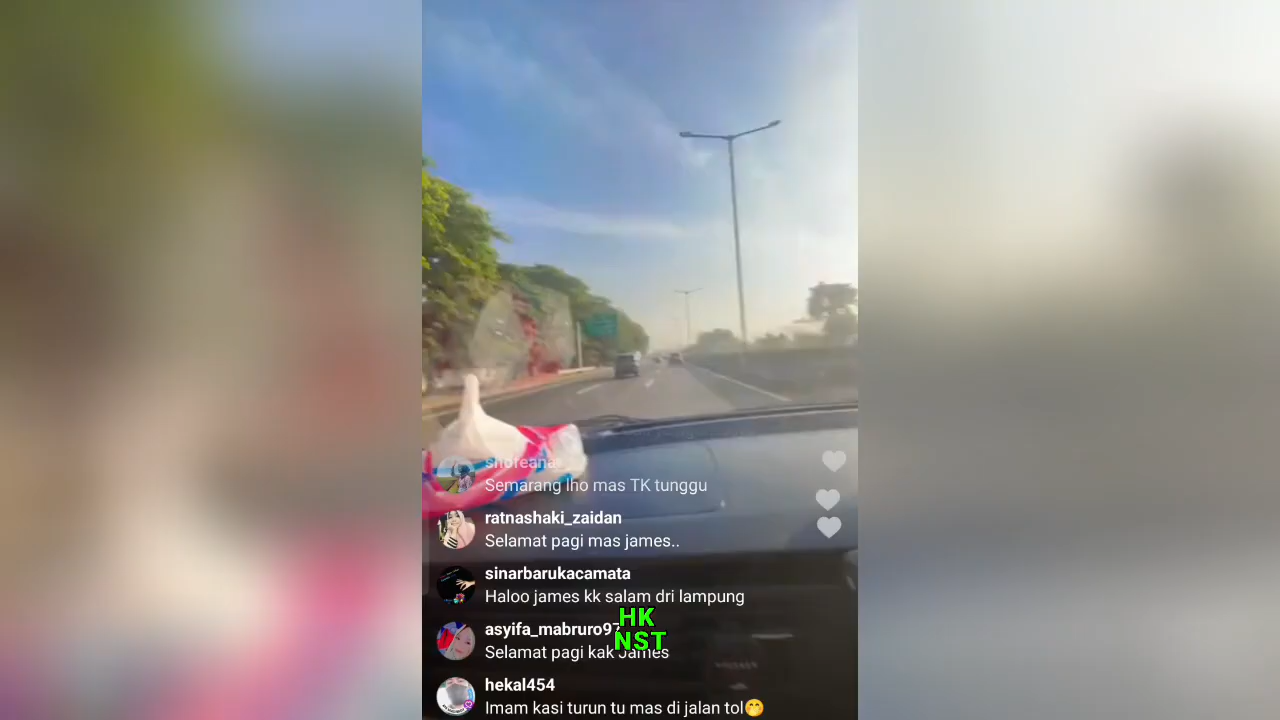 Semarang lho mas TK tunggu
ratnashaki_zaidan
Selamat pagi mas james..
sinarbarukacamata
Haloo james kk salam dri lampung
HK
asyifa_mabruro97
NST
Selamat pagi kak James
hekal454
Imam kasi turun tu mas di jalan tol🤭